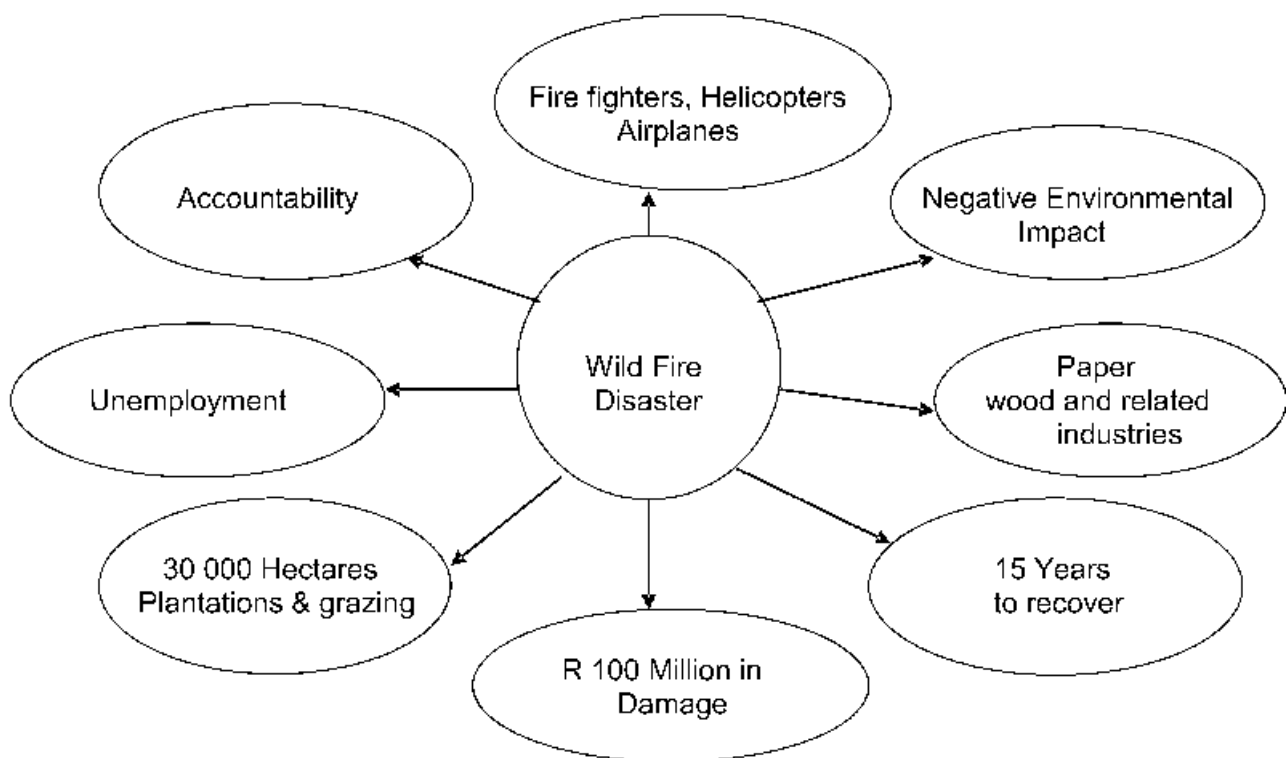 Fire fighters, Helicopters
Airplanes
Accountability
Negative Environmental
Impact
Wild Fire
Disaster
Unemployment
Paper
wood and related
industries
30 000 Hectares
Plantations & grazing
15 Years
to recover
R 100 Million in
Damage